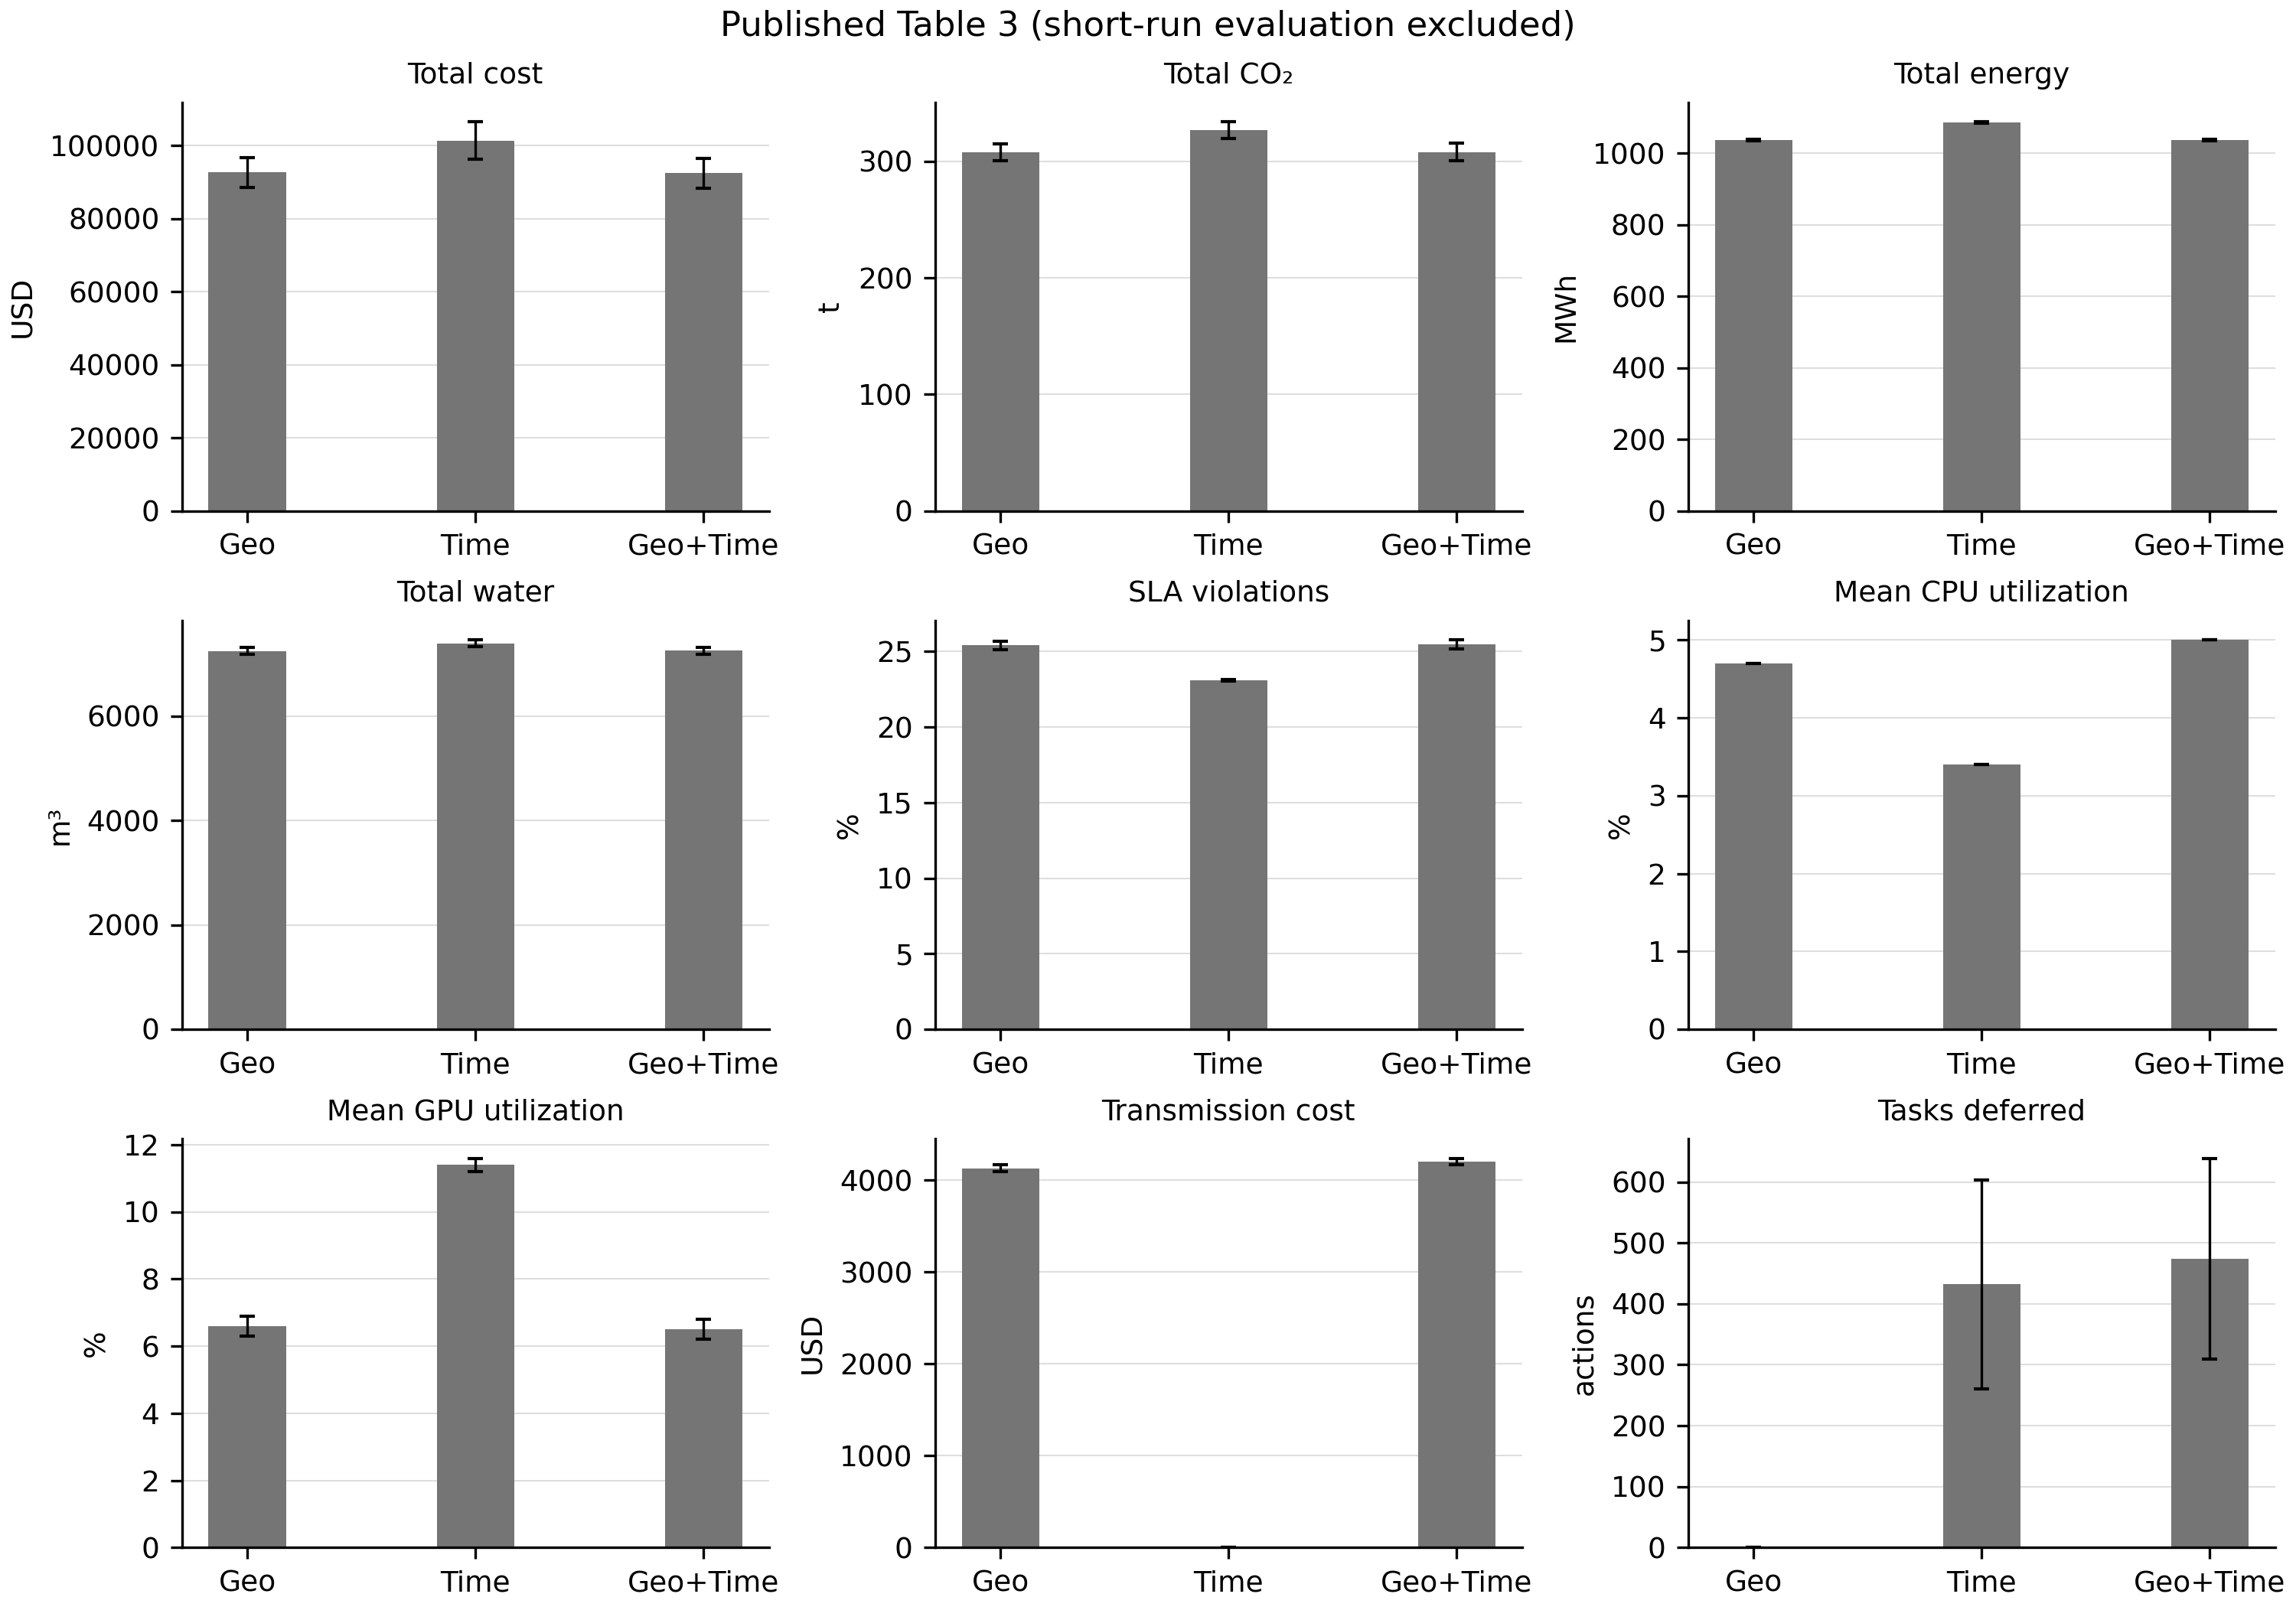 Published Table 3 (short-run evaluation excluded)
Total cost
USD
100000
80000
60000
40000
20000
0
Geo Time Geo+Time
Total CO₂
t
300
200
100
0
Geo Time Geo+Time
Total energy
MWh
1000
800
600
400
200
0
Geo Time Geo+Time
Total water
m³
6000
4000
2000
0
Geo Time Geo+Time
SLA violations
%
25
20
15
10
5
0
Geo Time Geo+Time
Mean CPU utilization
%
5
4
3
2
1
0
Geo Time Geo+Time
Mean GPU utilization
%
12
10
8
6
4
2
0
Geo Time Geo+Time
Transmission cost
USD
4000
3000
2000
1000
0
Geo Time Geo+Time
Tasks deferred
actions
600
500
400
300
200
100
0
Geo Time Geo+Time